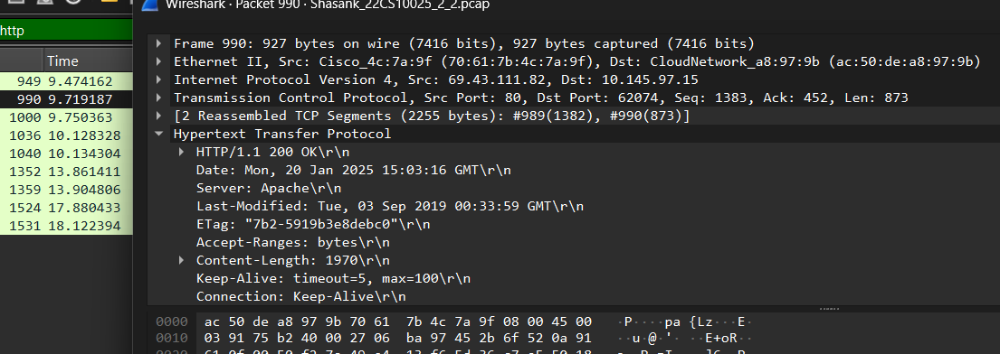 Wireshark · Packet 990 · Shasank_22CS10025_2_2.pcap
http
Time
949 9.474162
990 9.719187
1000 9.750363
1036 10.128328
1040 10.134304
1352 13.861411
1359 13.904806
1524 17.880433
1531 18.122394
Frame 990: 927 bytes on wire (7416 bits), 927 bytes captured (7416 bits)
Ethernet II, Src: Cisco_4c:7a:9f (70:61:7b:4c:7a:9f), Dst: CloudNetwork_a8:97:9b (ac:50:de:a8:97:9b)
Internet Protocol Version 4, Src: 69.43.111.82, Dst: 10.145.97.15
Transmission Control Protocol, Src Port: 80, Dst Port: 62074, Seq: 1383, Ack: 452, Len: 873
[2 Reassembled TCP Segments (2255 bytes): #989(1382), #990(873)]
Hypertext Transfer Protocol
HTTP/1.1 200 OK\r\n
Date: Mon, 20 Jan 2025 15:03:16 GMT\r\n
Server: Apache\r\n
Last-Modified: Tue, 03 Sep 2019 00:33:59 GMT\r\n
ETag: "7b2-5919b3e8debc0"\r\n
Accept-Ranges: bytes\r\n
Content-Length: 1970\r\n
Keep-Alive: timeout=5, max=100\r\n
Connection: Keep-Alive\r\n
0000 ac 50 de a8 97 9b 70 61 7b 4c 7a 9f 08 00 45 00 ·P····pa {Lz···E·
0010 03 91 75 b2 40 00 27 06 ba 97 45 2b 6f 52 0a 91 ··u·@·'· ··E+oR··